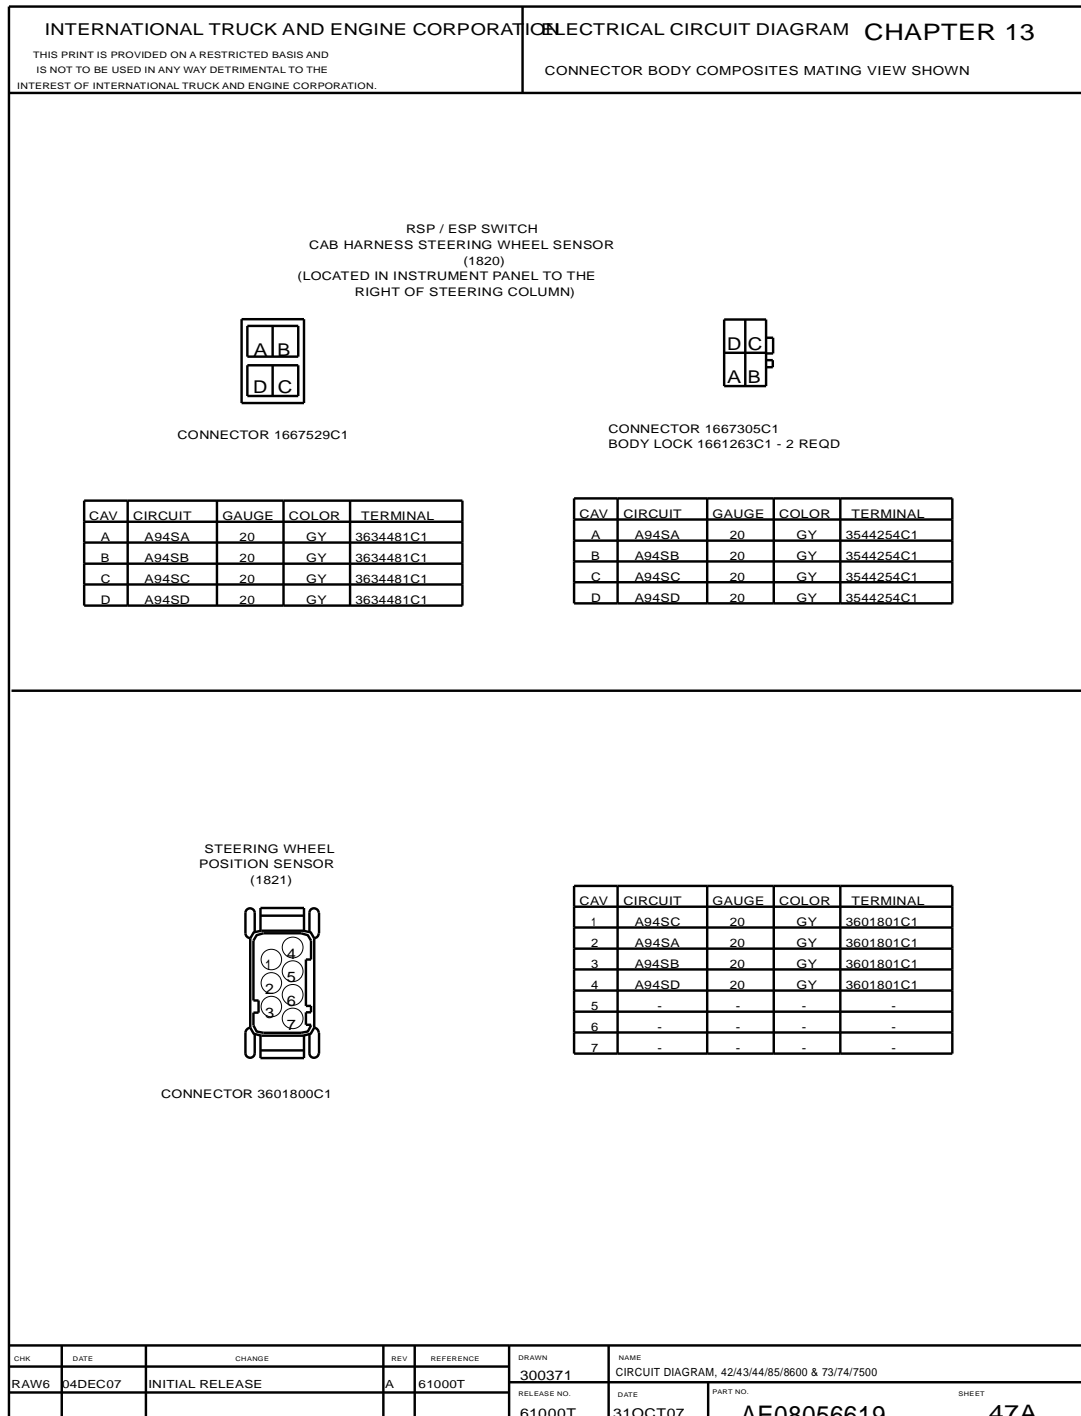 INTERNATIONAL TRUCK AND ENGINE CORPORATION
THIS PRINT IS PROVIDED ON A RESTRICTED BASIS AND
IS NOT TO BE USED IN ANY WAY DETRIMENTAL TO THE
INTEREST OF INTERNATIONAL TRUCK AND ENGINE CORPORATION.
ELECTRICAL CIRCUIT DIAGRAM CHAPTER 13
CONNECTOR BODY COMPOSITES MATING VIEW SHOWN
RSP / ESP SWITCH
CAB HARNESS STEERING WHEEL SENSOR
(1820)
(LOCATED IN INSTRUMENT PANEL TO THE
RIGHT OF STEERING COLUMN)
A B
D C
CONNECTOR 1667529C1
CAV CIRCUIT GAUGE COLOR TERMINAL
A A94SA 20 GY 3634481C1
B A94SB 20 GY 3634481C1
C A94SC 20 GY 3634481C1
D A94SD 20 GY 3634481C1
D C
A B
CONNECTOR 1667305C1
BODY LOCK 1661263C1 - 2 REQD
CAV CIRCUIT GAUGE COLOR TERMINAL
A A94SA 20 GY 3544254C1
B A94SB 20 GY 3544254C1
C A94SC 20 GY 3544254C1
D A94SD 20 GY 3544254C1
STEERING WHEEL
POSITION SENSOR
(1821)
4
1
5
2
6
3
7
CONNECTOR 3601800C1
CAV CIRCUIT GAUGE COLOR TERMINAL
1 A94SC 20 GY 3601801C1
2 A94SA 20 GY 3601801C1
3 A94SB 20 GY 3601801C1
4 A94SD 20 GY 3601801C1
5 - - - -
6 - - - -
7 - - - -
CHK DATE CHANGE REV REFERENCE
RAW6 04DEC07 INITIAL RELEASE A 61000T
DRAWN
300371
NAME
CIRCUIT DIAGRAM, 42/43/44/85/8600 & 73/74/7500
RELEASE NO.
61000T
DATE
31OCT07
PART NO.
AE08056619
SHEET
47A